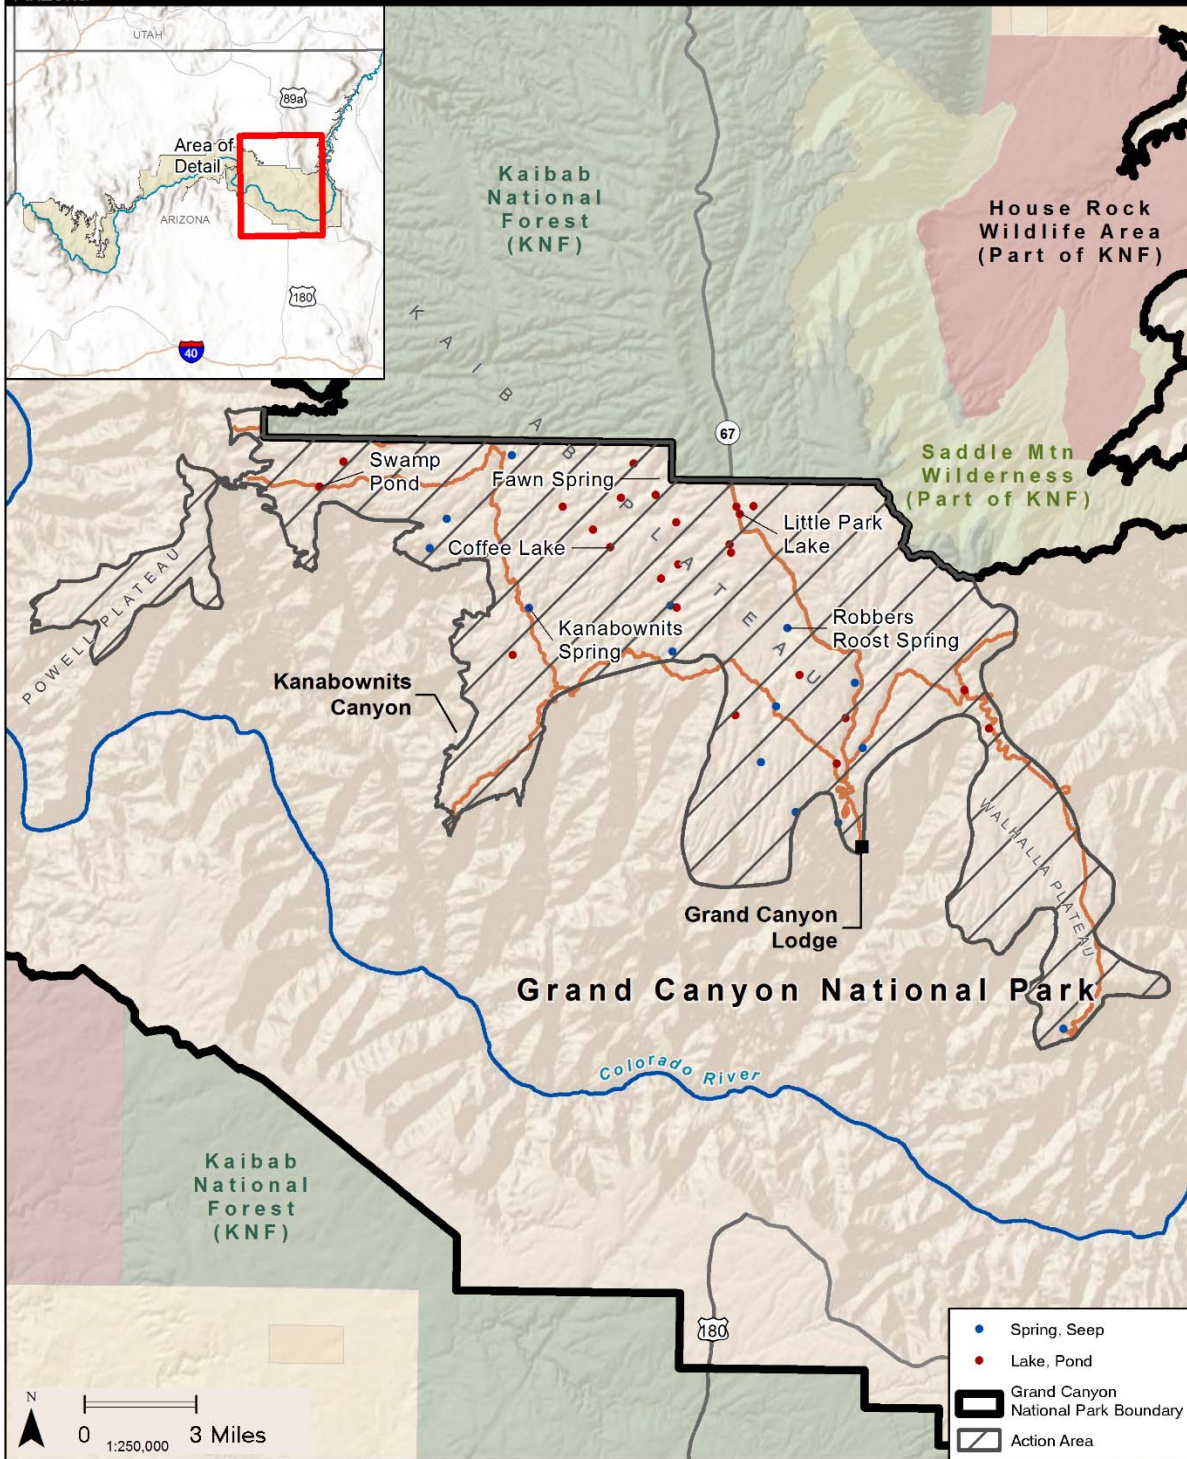 UTAH
89a
Area of
Detail
ARIZONA
180
40
Kaibab
National
Forest
(KNF)
House Rock
Wildlife Area
(Part of KNF)
67
Saddle Mtn
Wilderness
(Part of KNF)
KAIBAB PLATEAU
Swamp
Pond
Fawn Spring
Little Park
Lake
Coffee Lake
POWELL PLATEAU
Kanabownits
Spring
Robbers
Roost Spring
Kanabownits
Canyon
WALHALLA PLATEAU
Grand Canyon
Lodge
Grand Canyon National Park
Colorado River
Kaibab
National
Forest
(KNF)
180
N
0 3 Miles
1:250,000
Spring, Seep
Lake, Pond
Grand Canyon
National Park Boundary
Action Area